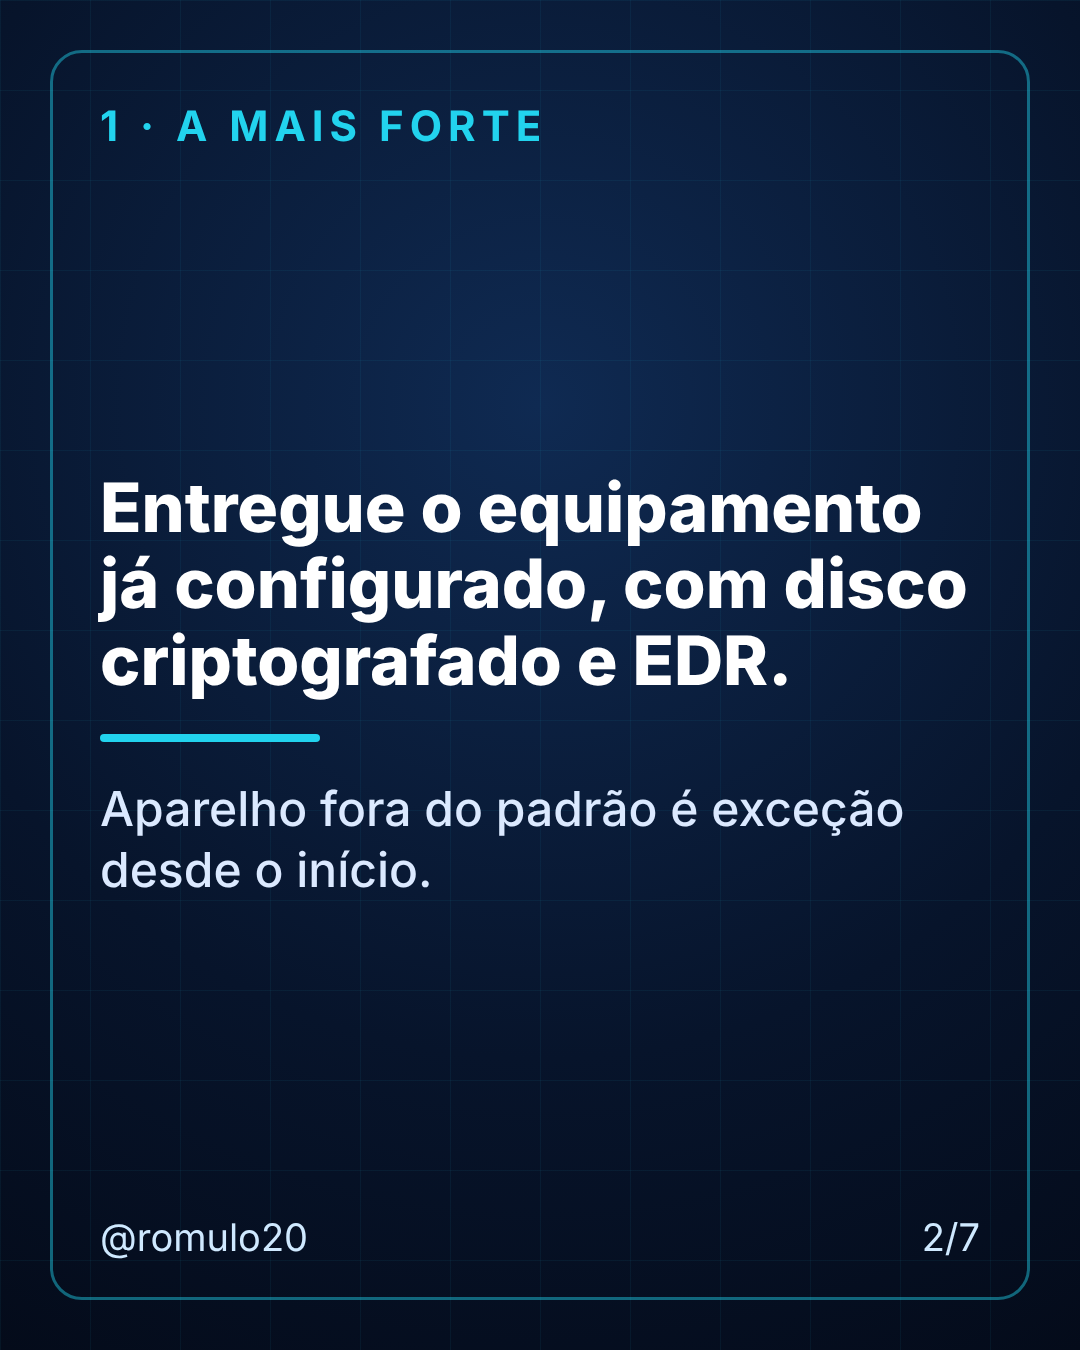 1 · A MAIS FORTE
Entregue o equipamento
já configurado, com disco
criptografado e EDR.
Aparelho fora do padrão é exceção
desde o início.
@romulo20
2/7